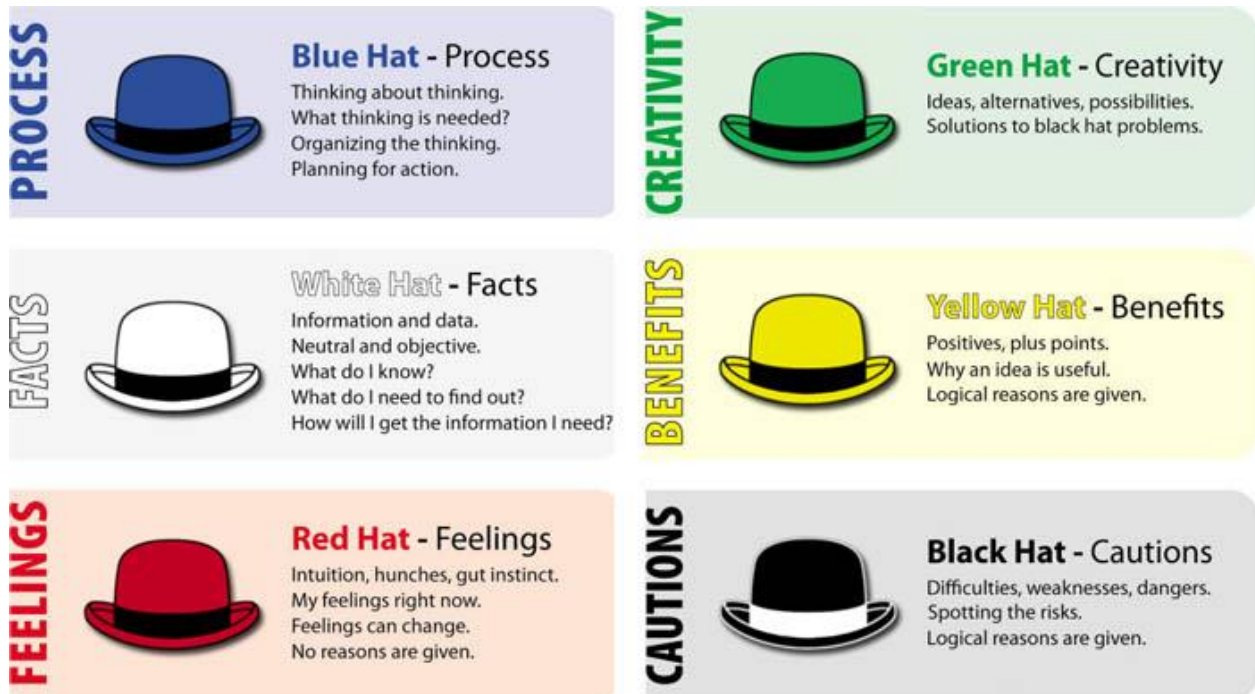 PROCESS
Blue Hat - Process
Thinking about thinking.
What thinking is needed?
Organizing the thinking.
Planning for action.
CREATIVITY
Green Hat - Creativity
Ideas, alternatives, possibilities.
Solutions to black hat problems.
FACTS
White Hat - Facts
Information and data.
Neutral and objective.
What do I know?
What do I need to find out?
How will I get the information I need?
BENEFITS
Yellow Hat - Benefits
Positives, plus points.
Why an idea is useful.
Logical reasons are given.
FEELINGS
Red Hat - Feelings
Intuition, hunches, gut instinct.
My feelings right now.
Feelings can change.
No reasons are given.
CAUTIONS
Black Hat - Cautions
Difficulties, weaknesses, dangers.
Spotting the risks.
Logical reasons are given.